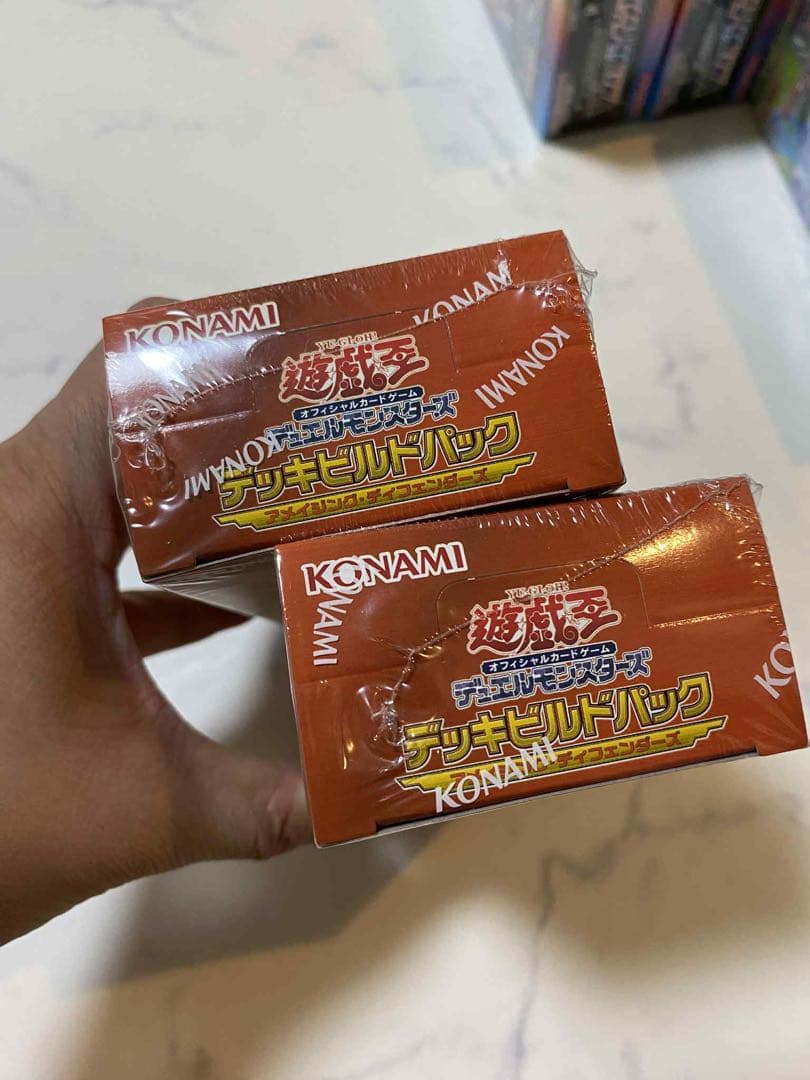 KONAMI
KONAMI
KONAMI
KONAMI
KONAMI
YU-GI-OH!
遊戯王
オフィシャルカードゲーム
デュエルモンスターズ
デッキビルドパック
アメイジング・ディフェンダーズ
KONAMI
KONAMI
YU-GI-OH!
遊戯王
オフィシャルカードゲーム
デュエルモンスターズ
デッキビルドパック
ディフェンダーズ
KONAMI